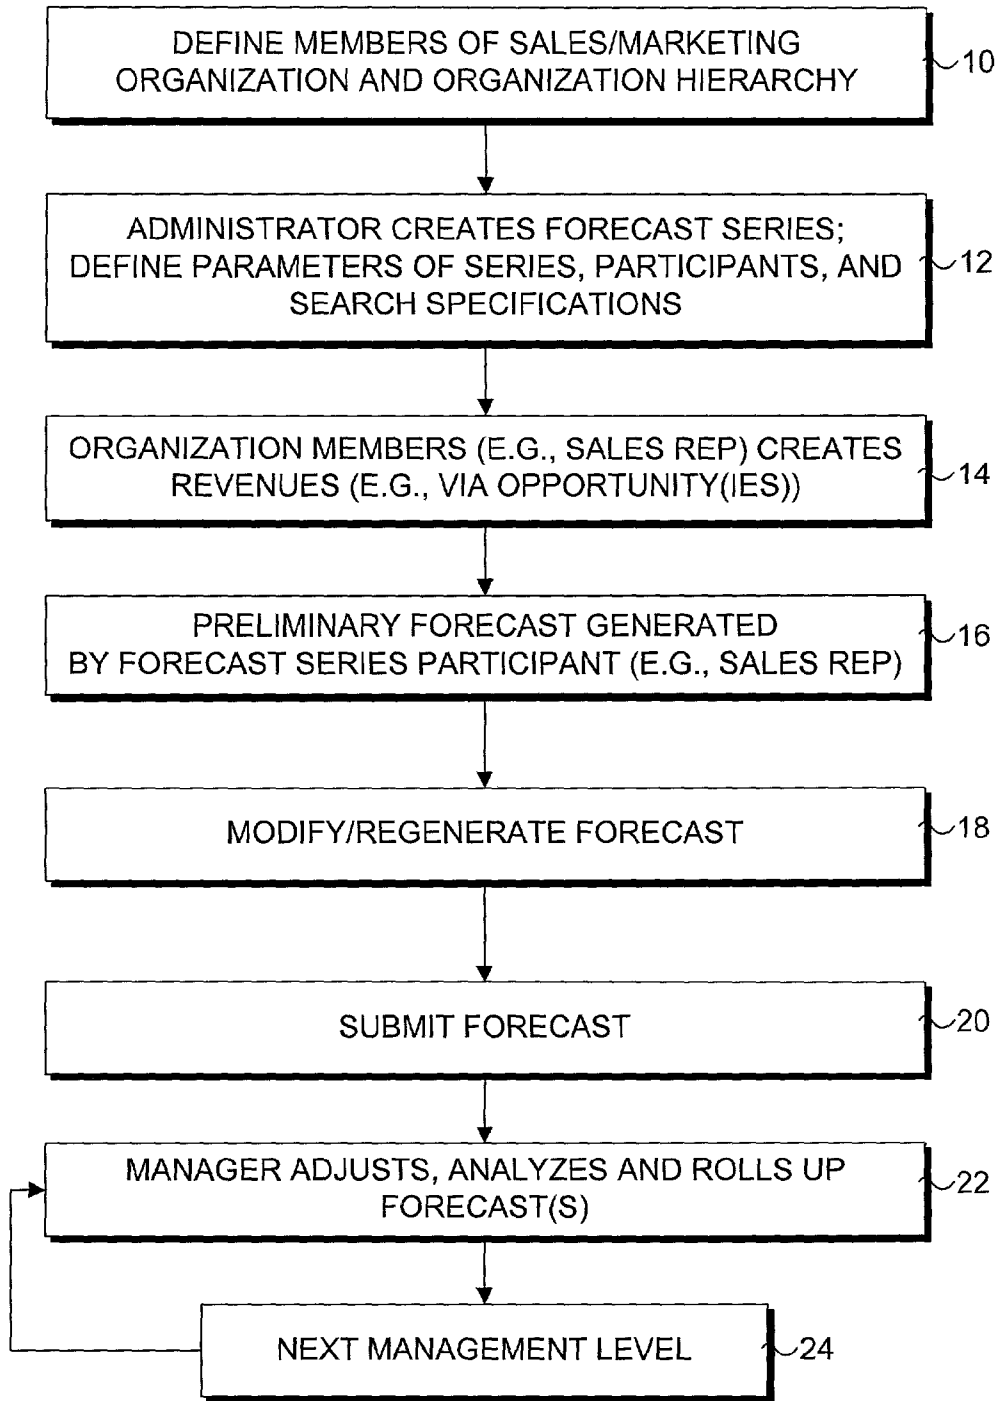 DEFINE MEMBERS OF SALES/MARKETING
ORGANIZATION AND ORGANIZATION HIERARCHY
10
ADMINISTRATOR CREATES FORECAST SERIES;
DEFINE PARAMETERS OF SERIES, PARTICIPANTS, AND
SEARCH SPECIFICATIONS
12
ORGANIZATION MEMBERS (E.G., SALES REP) CREATES
REVENUES (E.G., VIA OPPORTUNITY(IES))
14
PRELIMINARY FORECAST GENERATED
BY FORECAST SERIES PARTICIPANT (E.G., SALES REP)
16
MODIFY/REGENERATE FORECAST
18
SUBMIT FORECAST
20
MANAGER ADJUSTS, ANALYZES AND ROLLS UP
FORECAST(S)
22
NEXT MANAGEMENT LEVEL
24